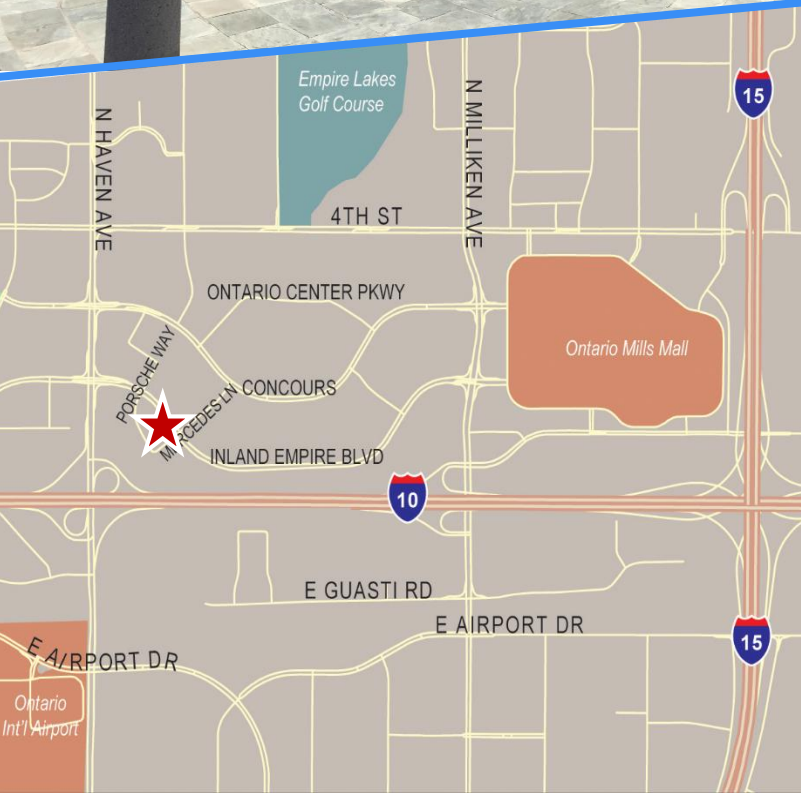 Empire Lakes
Golf Course
15
N HAVEN AVE
N MILLIKEN AVE
4TH ST
ONTARIO CENTER PKWY
Ontario Mills Mall
PORSCHE WAY
CONCOURS
MERCEDES LN
INLAND EMPIRE BLVD
10
E GUASTI RD
E AIRPORT DR
15
E AIRPORT DR
Ontario
Int'l Airport